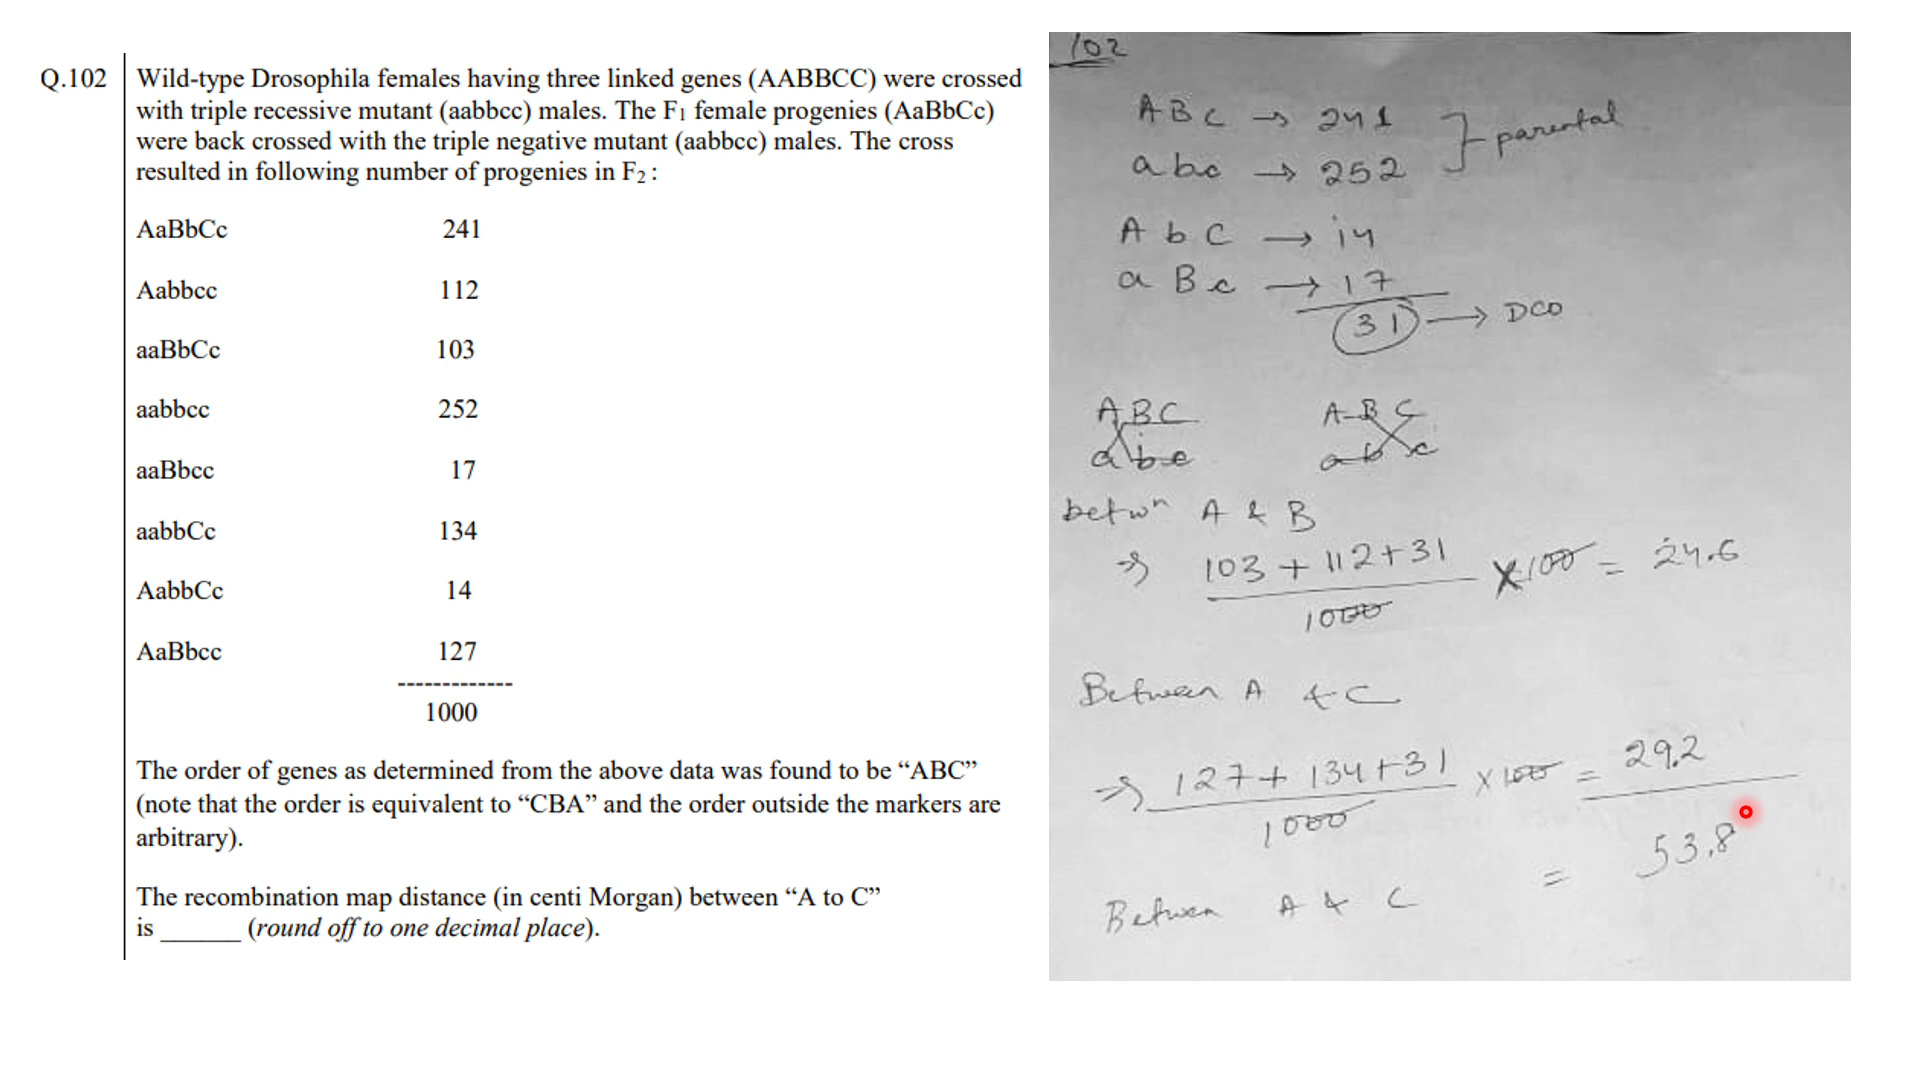 Q.102
Wild-type Drosophila females having three linked genes (AABBCC) were crossed
with triple recessive mutant (aabbcc) males. The F1 female progenies (AaBbCc)
were back crossed with the triple negative mutant (aabbcc) males. The cross
resulted in following number of progenies in F2 :
AaBbCc 241
Aabbcc 112
aaBbCc 103
aabbcc 252
aaBbcc 17
aabbCc 134
AabbCc 14
AaBbcc 127
-------------
1000
The order of genes as determined from the above data was found to be “ABC”
(note that the order is equivalent to “CBA” and the order outside the markers are
arbitrary).
The recombination map distance (in centi Morgan) between “A to C”
is ______ (round off to one decimal place).
102
ABC → 241
abc → 252
} parental
A b C → 14
a B c → 17
31 → DCO
ABC A-B C
abc a b c
betwn A & B
⇒ 103 + 112 + 31
1000
× 100 = 24.6
Between A & C
⇒ 127 + 134 + 31
1000
× 100 = 29.2
= 53.8
Between A & C